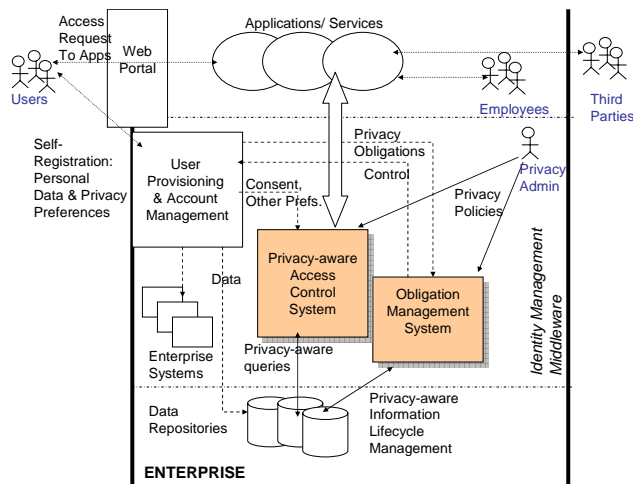 Access
Request
To Apps
Web
Portal
Applications/ Services
Users
Employees
Third
Parties
Self-
Registration:
Personal
Data & Privacy
Preferences
User
Provisioning
& Account
Management
Privacy
Obligations
Control
Consent,
Other Prefs.
Privacy
Admin
Privacy
Policies
Privacy-aware
Access
Control
System
Obligation
Management
System
Identity Management
Middleware
Data
Enterprise
Systems
Privacy-aware
queries
Data
Repositories
Privacy-aware
Information
Lifecycle
Management
ENTERPRISE